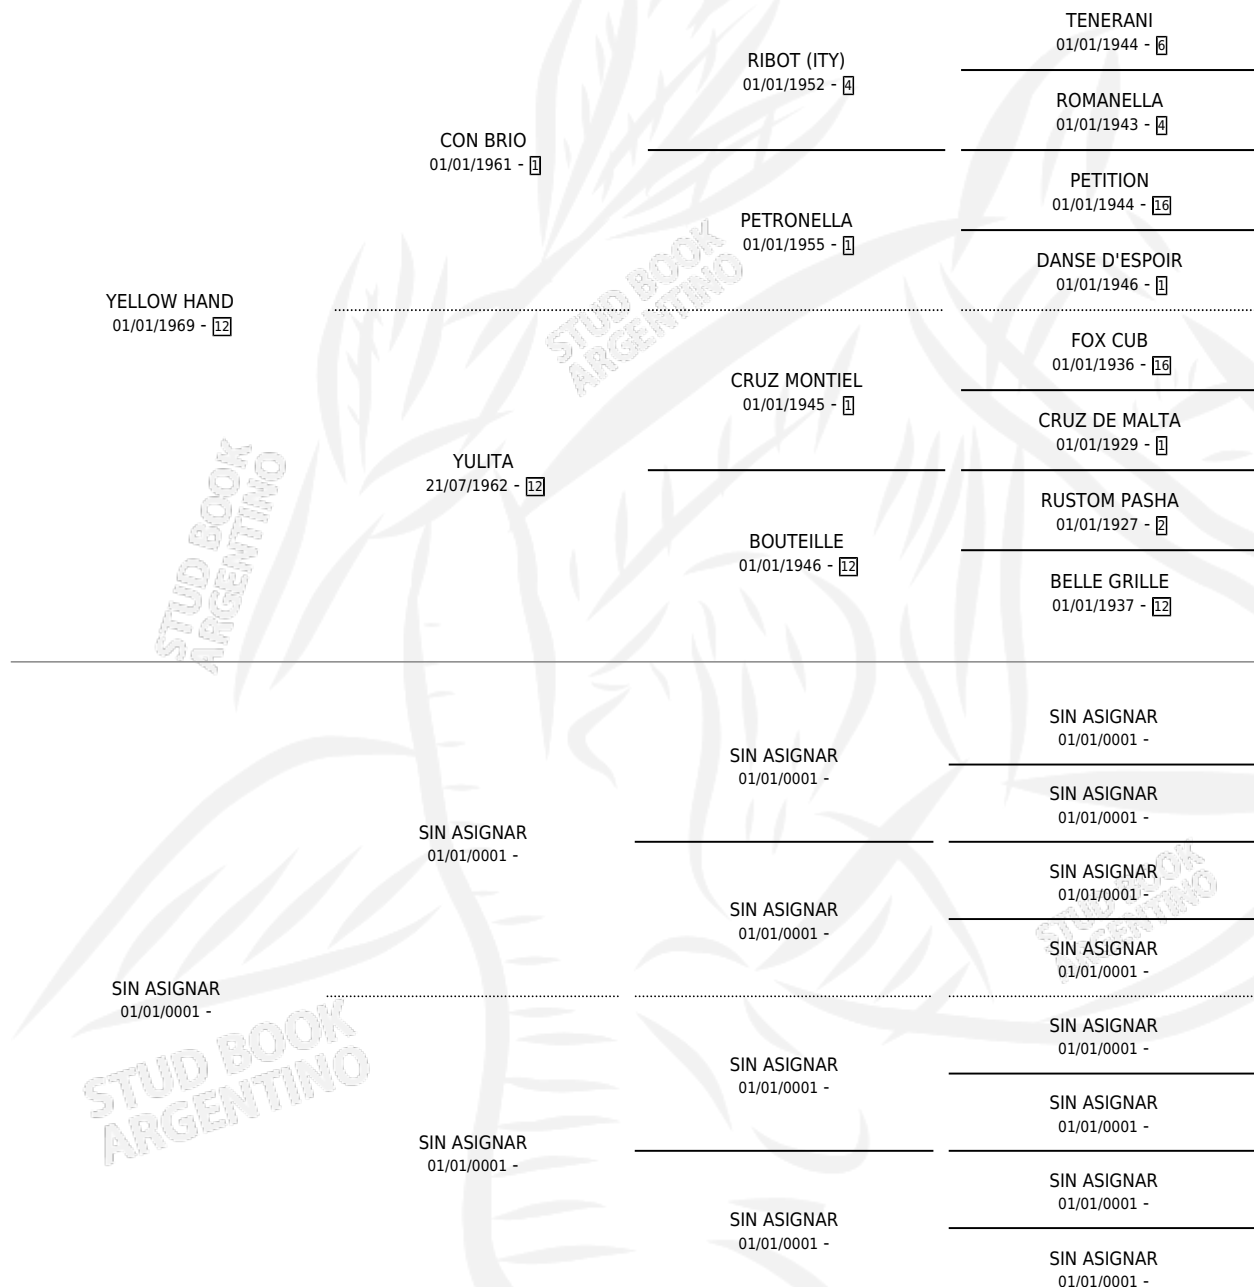 TENERANI
01/01/1944 - 6
RIBOT (ITY)
01/01/1952 - 4
ROMANELLA
01/01/1943 - 4
CON BRIO
01/01/1961 - 1
PETITION
01/01/1944 - 16
PETRONELLA
01/01/1955 - 1
DANSE D'ESPOIR
01/01/1946 - 1
YELLOW HAND
01/01/1969 - 12
STUD BOOK
ARGENTINO
FOX CUB
01/01/1936 - 16
CRUZ MONTIEL
01/01/1945 - 1
CRUZ DE MALTA
01/01/1929 - 1
YULITA
21/07/1962 - 12
STUD BOOK
ARGENTINO
RUSTOM PASHA
01/01/1927 - 2
BOUTEILLE
01/01/1946 - 12
BELLE GRILLE
01/01/1937 - 12
SIN ASIGNAR
01/01/0001 -
SIN ASIGNAR
01/01/0001 -
SIN ASIGNAR
01/01/0001 -
SIN ASIGNAR
01/01/0001 -
SIN ASIGNAR
01/01/0001 -
SIN ASIGNAR
01/01/0001 -
STUD BOOK
ARGENTINO
SIN ASIGNAR
01/01/0001 -
SIN ASIGNAR
01/01/0001 -
STUD BOOK
ARGENTINO
SIN ASIGNAR
01/01/0001 -
SIN ASIGNAR
01/01/0001 -
SIN ASIGNAR
01/01/0001 -
SIN ASIGNAR
01/01/0001 -
SIN ASIGNAR
01/01/0001 -
SIN ASIGNAR
01/01/0001 -
SIN ASIGNAR
01/01/0001 -